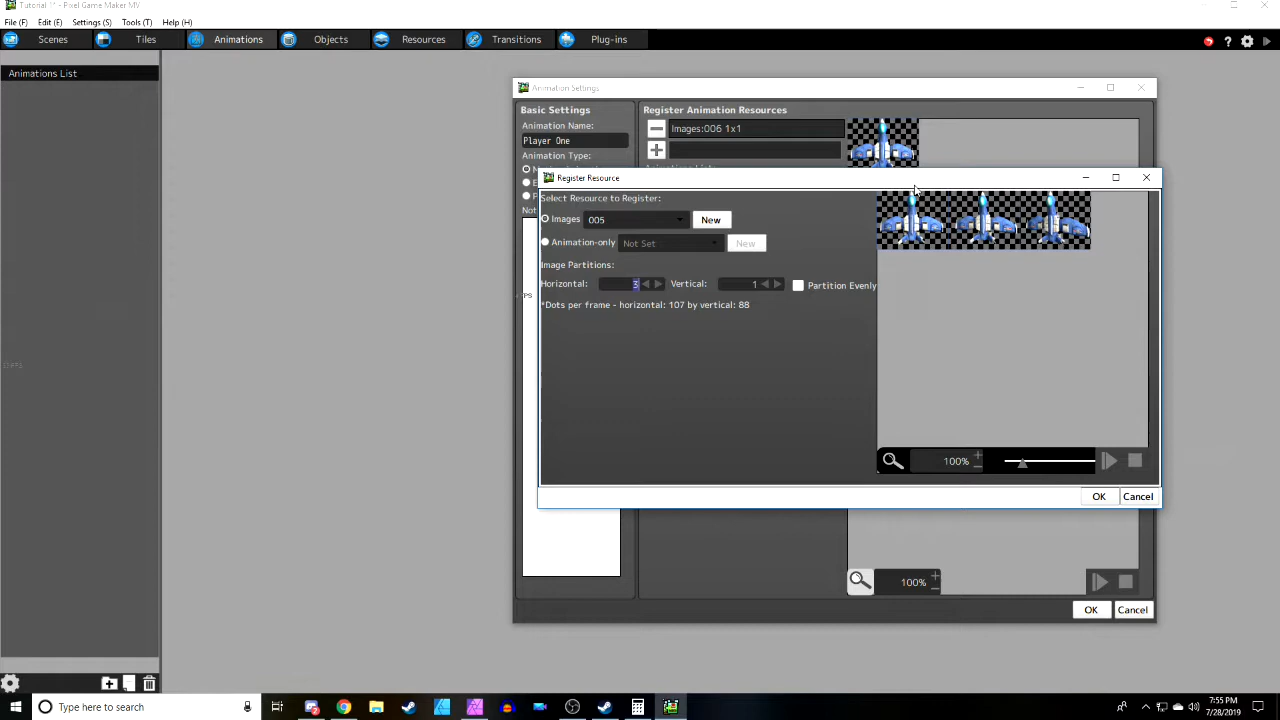 Tutorial 1* - Pixel Game Maker MV
File (F) Edit (E) Settings (S) Tools (T) Help (H)
Scenes Tiles Animations Objects Resources Transitions Plug-ins
Animations List
Animation Settings
Basic Settings Register Animation Resources
Animation Name: Images:006 1x1
Player One
Animation Type:
Register Resource
Select Resource to Register:
Images 005 New
Animation-only Not Set New
Image Partitions:
Horizontal: 3 Vertical: 1 Partition Evenly
*Dots per frame - horizontal: 107 by vertical: 88
100%
OK Cancel
100%
OK Cancel
Type here to search
7:55 PM
7/28/2019